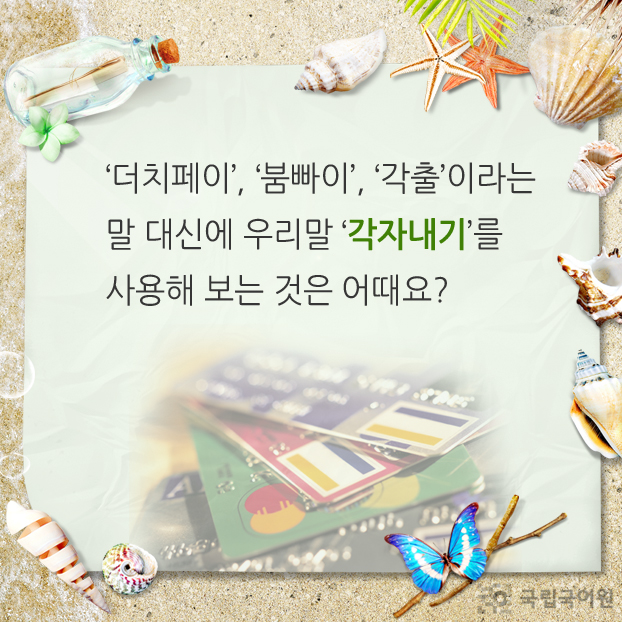 ‘더치페이’, ‘붐빠이’, ‘각출’이라는
말 대신에 우리말 ‘각자내기’를
사용해 보는 것은 어때요?
국립국어원